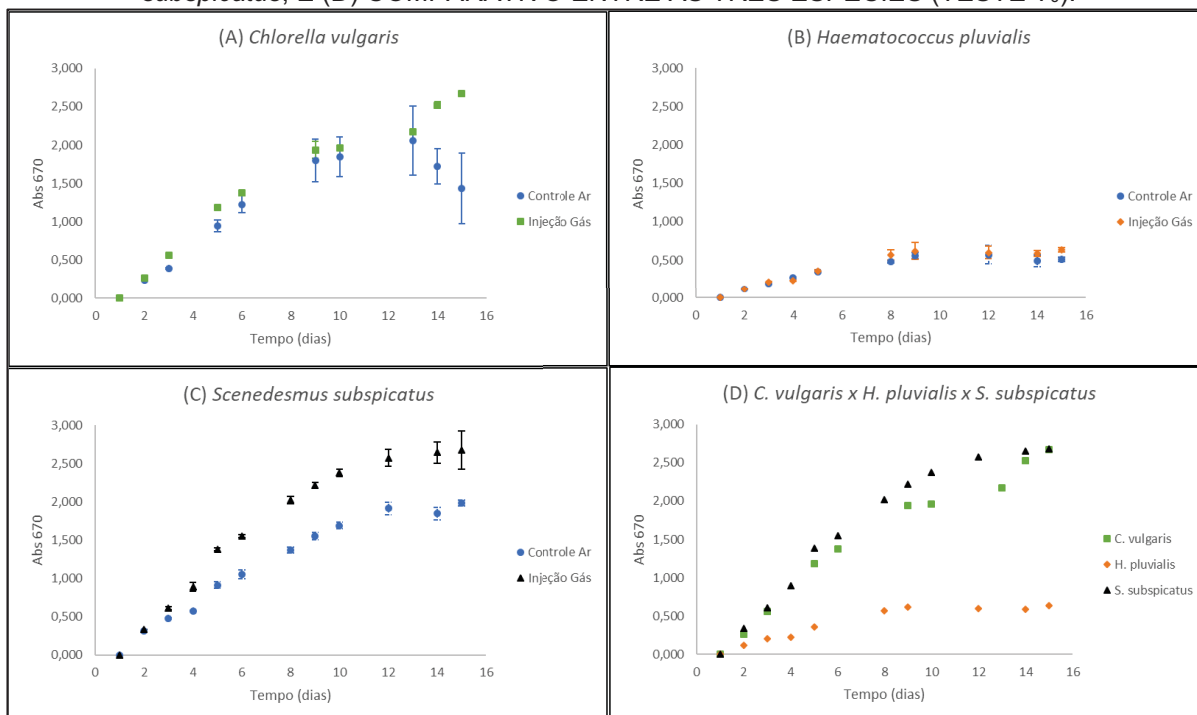 (A) Chlorella vulgaris
3,000
2,500
2,000
1,500
1,000
0,500
0,000
Abs 670
0 2 4 6 8 10 12 14 16
Tempo (dias)
Controle Ar
Injeção Gás
(B) Haematococcus pluvialis
3,000
2,500
2,000
1,500
1,000
0,500
0,000
Abs 670
0 2 4 6 8 10 12 14 16
Tempo (dias)
Controle Ar
Injeção Gás
(C) Scenedesmus subspicatus
3,000
2,500
2,000
1,500
1,000
0,500
0,000
Abs 670
0 2 4 6 8 10 12 14 16
Tempo (dias)
Controle Ar
Injeção Gás
(D) C. vulgaris x H. pluvialis x S. subspicatus
3,000
2,500
2,000
1,500
1,000
0,500
0,000
Abs 670
0 2 4 6 8 10 12 14 16
Tempo (dias)
C. vulgaris
H. pluvialis
S. subspicatus